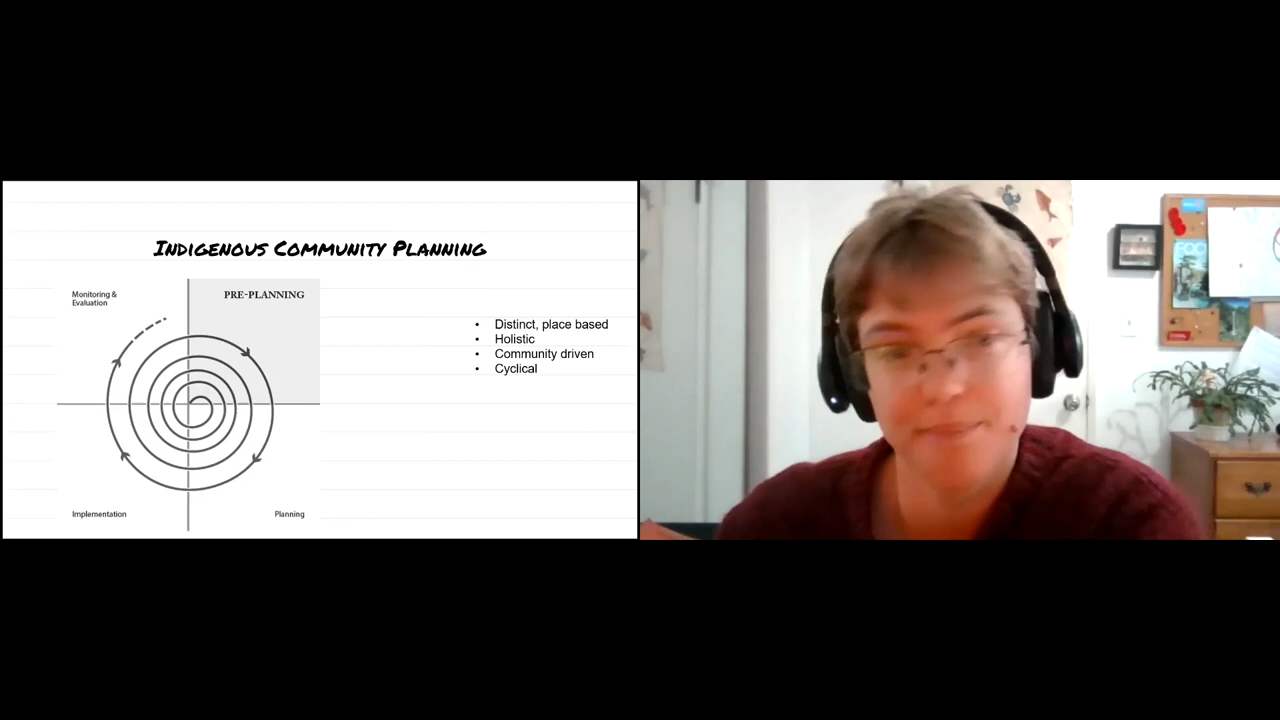 Indigenous Community Planning
Monitoring &
Evaluation
PRE-PLANNING
• Distinct, place based
• Holistic
• Community driven
• Cyclical
Implementation
Planning